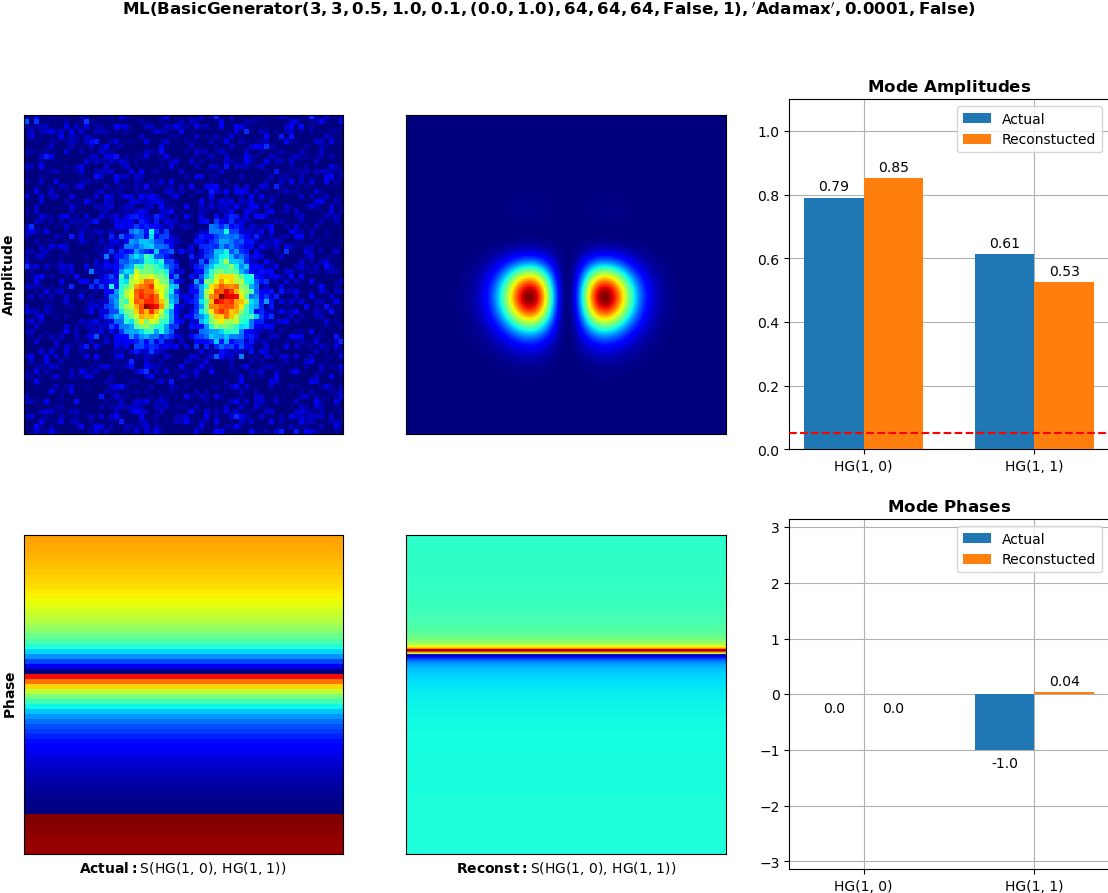 ML(BasicGenerator(3, 3, 0.5, 1.0, 0.1, (0.0, 1.0), 64, 64, 64, False, 1), ′Adamax′, 0.0001, False)
Amplitude
Mode Amplitudes
Actual
Reconstucted
1.0
0.8
0.6
0.4
0.2
0.0
0.79
0.85
0.61
0.53
HG(1, 0)
HG(1, 1)
Phase
Actual: S(HG(1, 0), HG(1, 1))
Reconst: S(HG(1, 0), HG(1, 1))
Mode Phases
Actual
Reconstucted
3
2
1
0
−1
−2
−3
0.0
0.0
0.04
-1.0
HG(1, 0)
HG(1, 1)